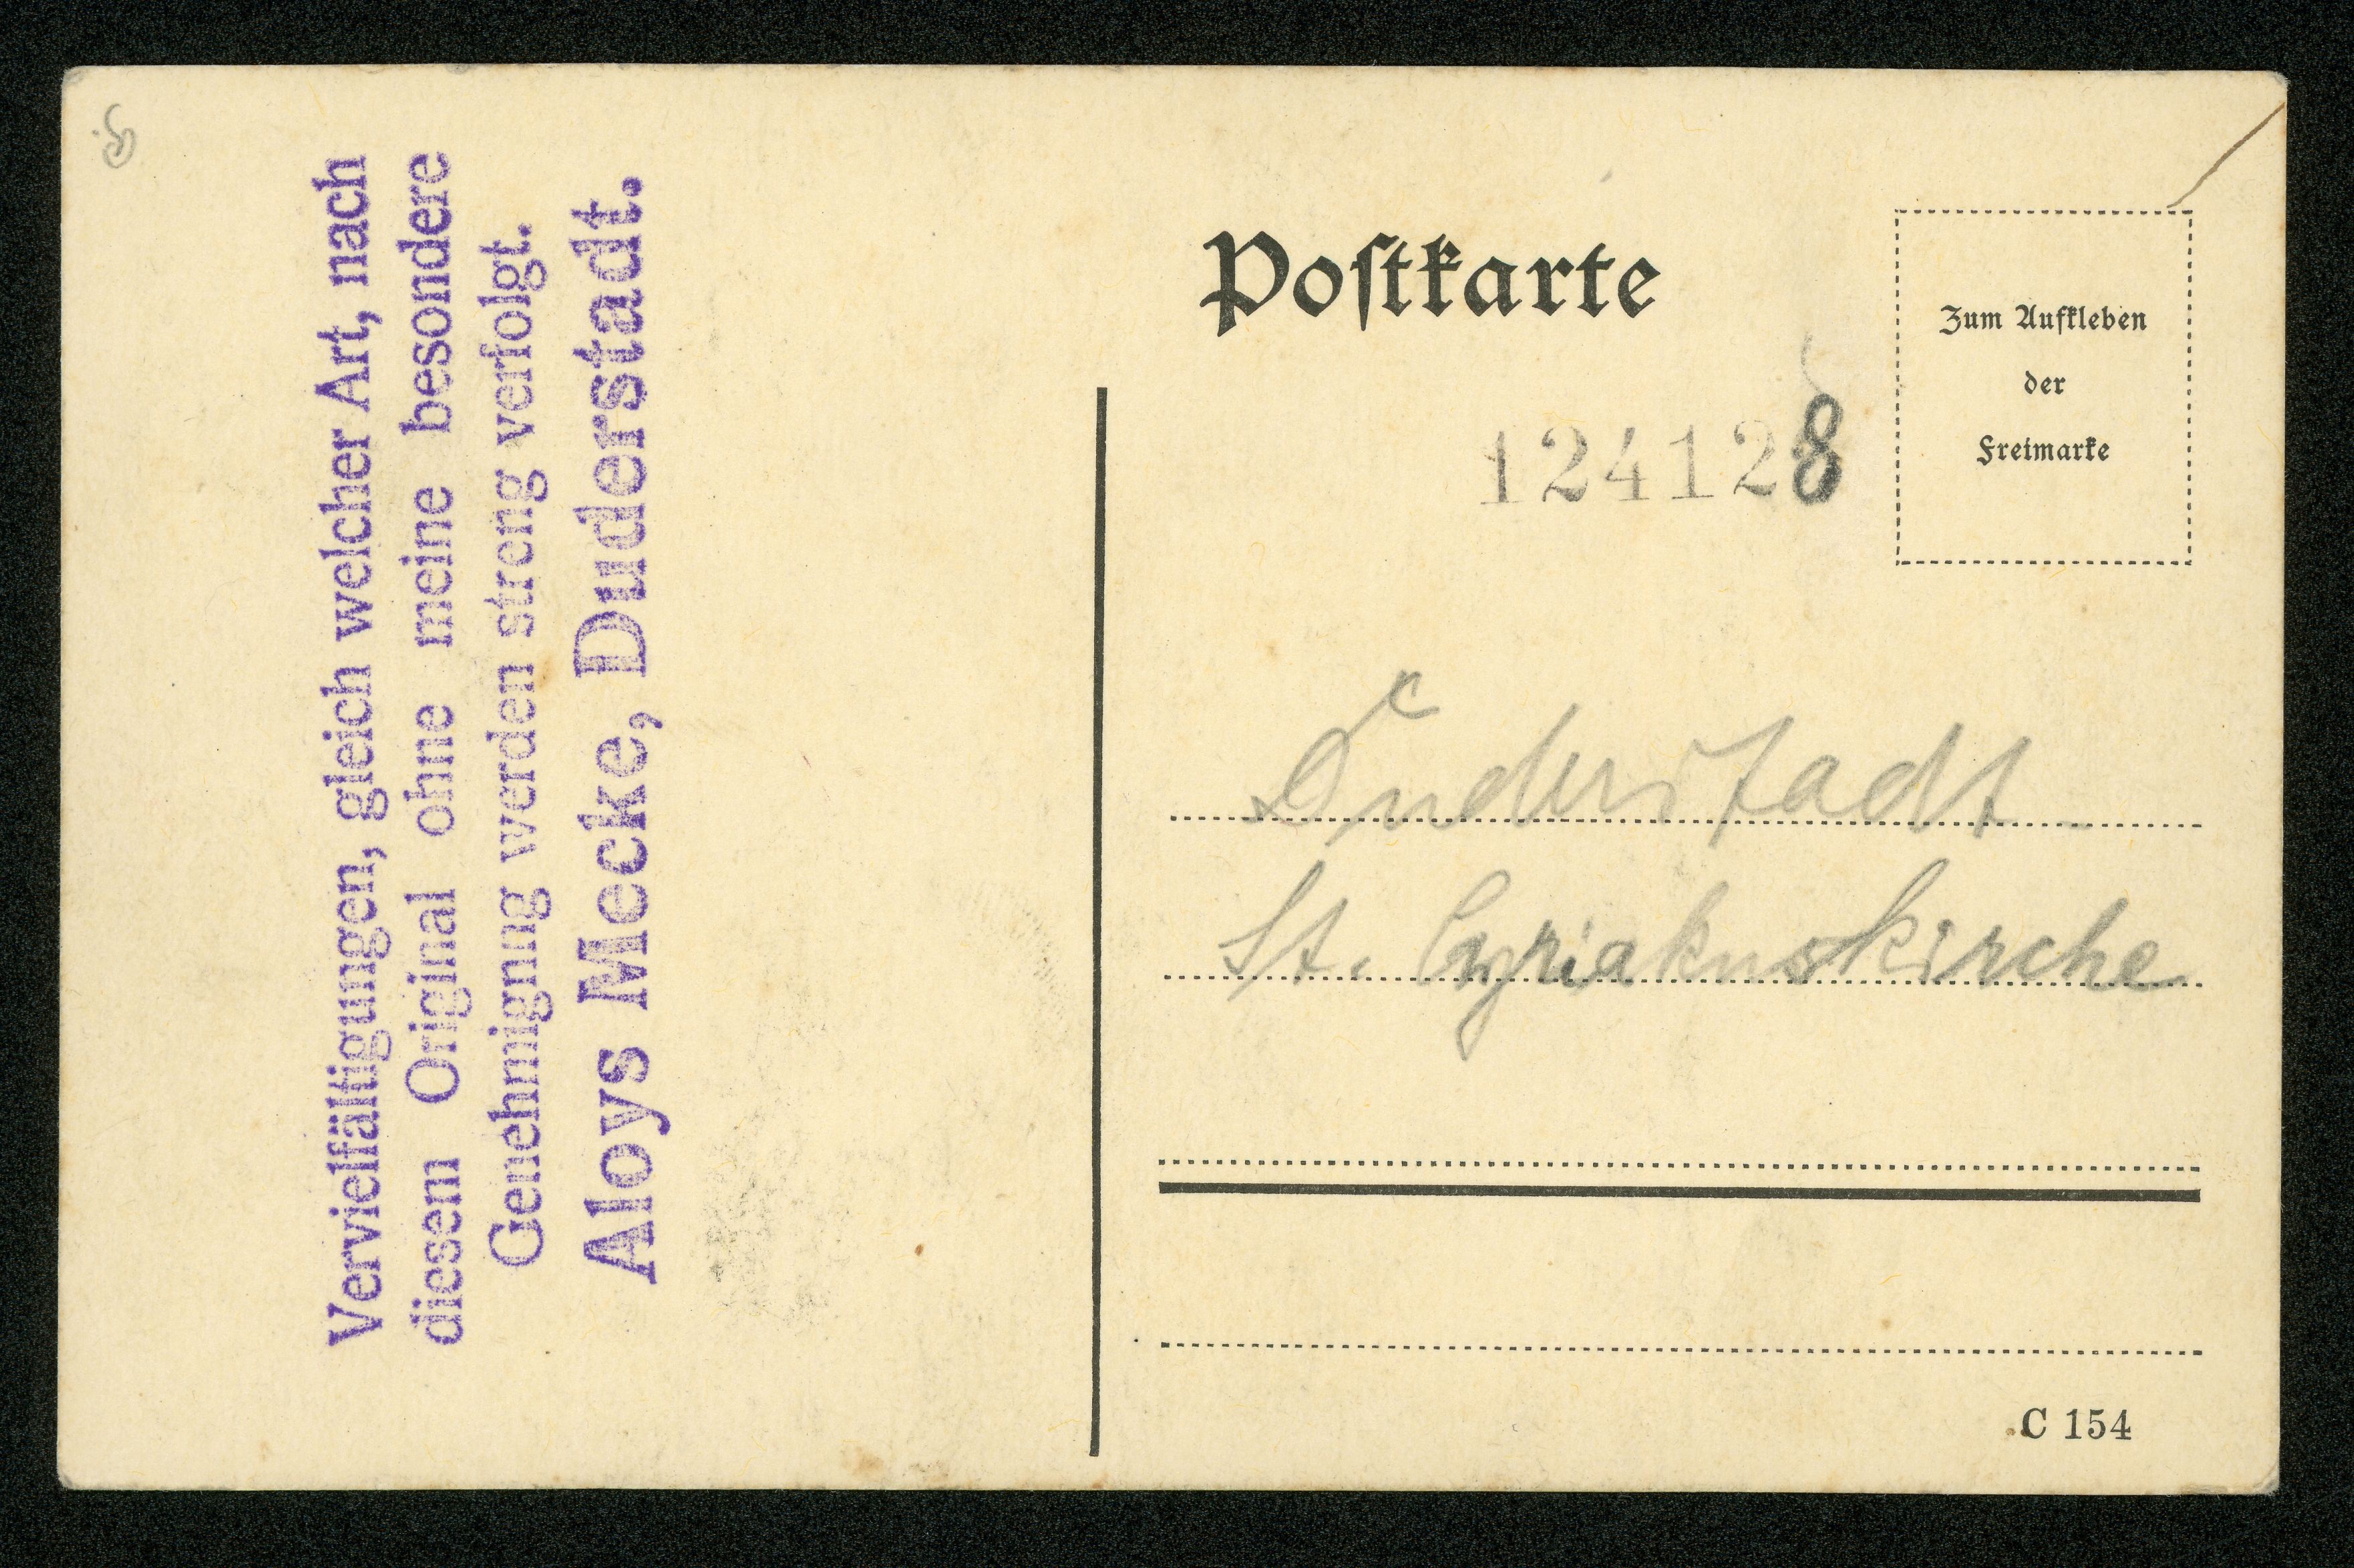 Vervielfältigungen, gleich welcher Art, nach
diesem Original ohne meine besondere
Genehmigung werden streng verfolgt.
Aloys Mecke, Duderstadt.
Poſtkarte
Zum Aufkleben
der
Freimarke
124128
Duderstadt
St. Cyriakuskirche
C 154